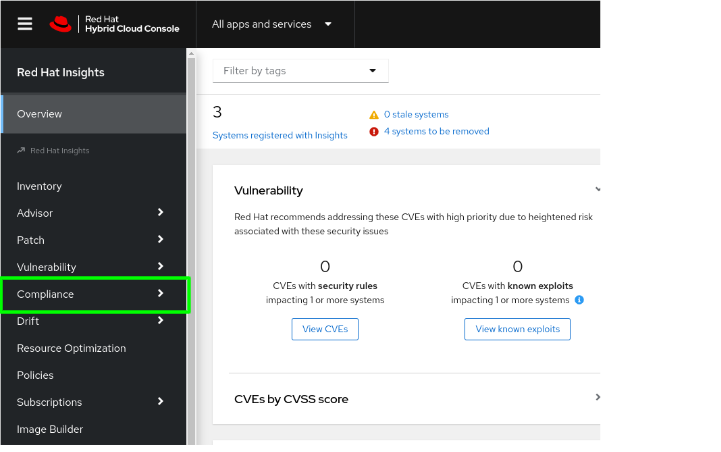 Red Hat
Hybrid Cloud Console
All apps and services
Red Hat Insights
Overview
Red Hat Insights
Inventory
Advisor
Patch
Vulnerability
Compliance
Drift
Resource Optimization
Policies
Subscriptions
Image Builder
Filter by tags
3
Systems registered with Insights
0 stale systems
4 systems to be removed
Vulnerability
Red Hat recommends addressing these CVEs with high priority due to heightened risk
associated with these security issues
0
CVEs with security rules
impacting 1 or more systems
View CVEs
0
CVEs with known exploits
impacting 1 or more systems
View known exploits
CVEs by CVSS score